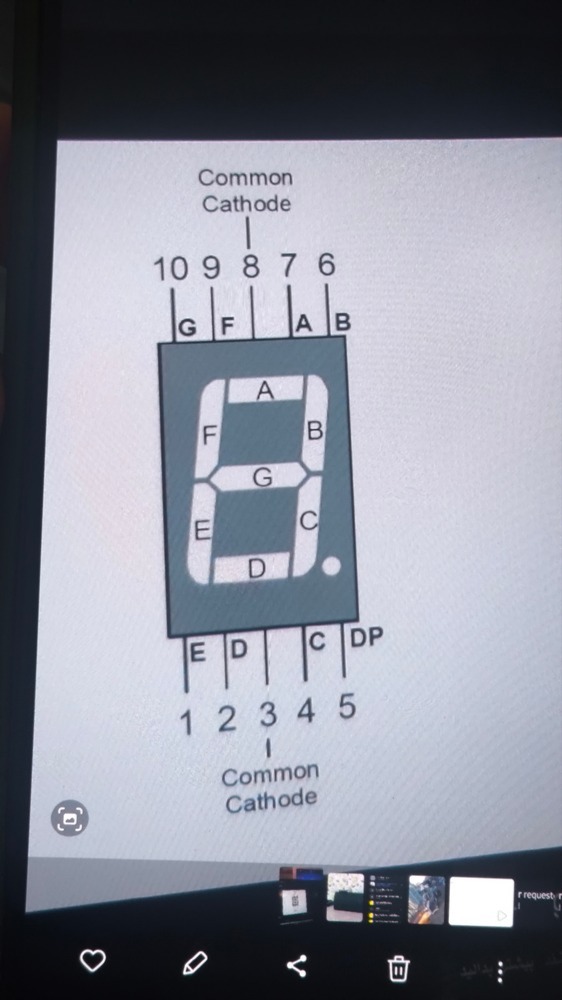 Common
Cathode
10 9 8 7 6
G F A B
A
F B
G
E C
D
E D C DP
1 2 3 4 5
Common
Cathode
r request